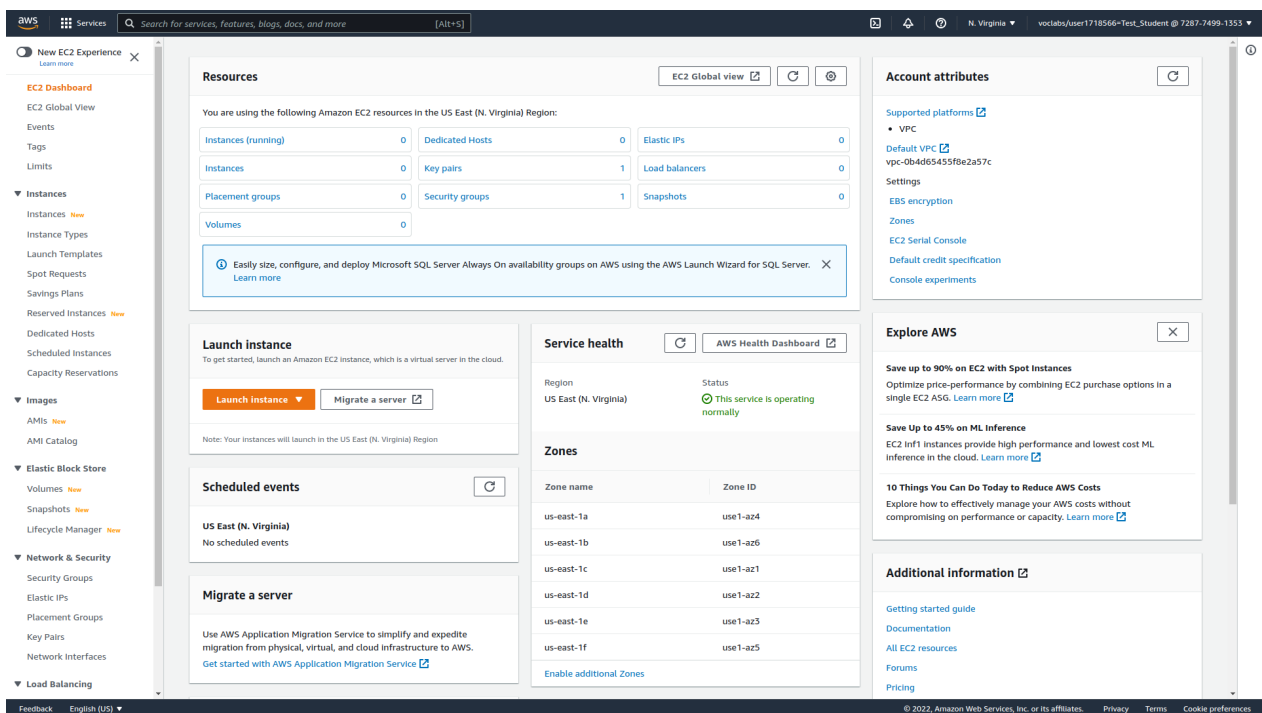 aws
Services
Search for services, features, blogs, docs, and more
[Alt+S]
N. Virginia ▼
voclabs/user1718566=Test_Student @ 7287-7499-1353 ▼
New EC2 Experience
Learn more
EC2 Dashboard
EC2 Global View
Events
Tags
Limits
Instances
Instances New
Instance Types
Launch Templates
Spot Requests
Savings Plans
Reserved Instances New
Dedicated Hosts
Scheduled Instances
Capacity Reservations
Images
AMIs New
AMI Catalog
Elastic Block Store
Volumes New
Snapshots New
Lifecycle Manager New
Network & Security
Security Groups
Elastic IPs
Placement Groups
Key Pairs
Network Interfaces
Load Balancing
Resources
EC2 Global view
You are using the following Amazon EC2 resources in the US East (N. Virginia) Region:
Instances (running) 0
Dedicated Hosts 0
Elastic IPs 0
Instances 0
Key pairs 1
Load balancers 0
Placement groups 0
Security groups 1
Snapshots 0
Volumes 0
Easily size, configure, and deploy Microsoft SQL Server Always On availability groups on AWS using the AWS Launch Wizard for SQL Server.
Learn more
Launch instance
To get started, launch an Amazon EC2 instance, which is a virtual server in the cloud.
Launch instance ▼
Migrate a server
Note: Your instances will launch in the US East (N. Virginia) Region
Scheduled events
US East (N. Virginia)
No scheduled events
Migrate a server
Use AWS Application Migration Service to simplify and expedite
migration from physical, virtual, and cloud infrastructure to AWS.
Get started with AWS Application Migration Service
Service health
AWS Health Dashboard
Region
US East (N. Virginia)
Status
This service is operating
normally
Zones
Zone name Zone ID
us-east-1a use1-az4
us-east-1b use1-az6
us-east-1c use1-az1
us-east-1d use1-az2
us-east-1e use1-az3
us-east-1f use1-az5
Enable additional Zones
Account attributes
Supported platforms
• VPC
Default VPC
vpc-0b4d65455f8e2a57c
Settings
EBS encryption
Zones
EC2 Serial Console
Default credit specification
Console experiments
Explore AWS
Save up to 90% on EC2 with Spot Instances
Optimize price-performance by combining EC2 purchase options in a
single EC2 ASG. Learn more
Save Up to 45% on ML Inference
EC2 Inf1 instances provide high performance and lowest cost ML
inference in the cloud. Learn more
10 Things You Can Do Today to Reduce AWS Costs
Explore how to effectively manage your AWS costs without
compromising on performance or capacity. Learn more
Additional information
Getting started guide
Documentation
All EC2 resources
Forums
Pricing
Feedback
English (US) ▼
© 2022, Amazon Web Services, Inc. or its affiliates.
Privacy
Terms
Cookie preferences